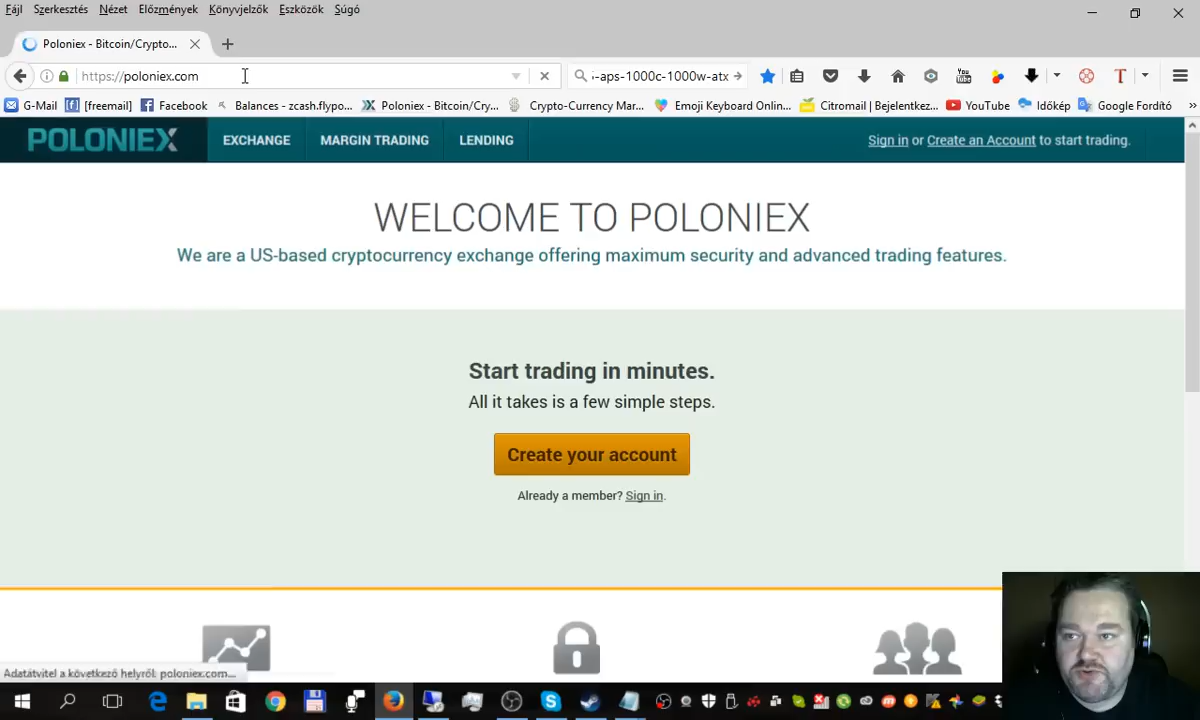 Fájl Szerkesztés Nézet Előzmények Könyvjelzők Eszközök Súgó
Poloniex - Bitcoin/Crypto...
https://poloniex.com
i-aps-1000c-1000w-atx
G-Mail [freemail] Facebook Balances - zcash.flypo... Poloniex - Bitcoin/Cry... Crypto-Currency Mar... Emoji Keyboard Onlin... Citromail | Bejelentkez... YouTube Időkép Google Fordító
POLONIEX EXCHANGE MARGIN TRADING LENDING Sign in or Create an Account to start trading.
WELCOME TO POLONIEX
We are a US-based cryptocurrency exchange offering maximum security and advanced trading features.
Start trading in minutes.
All it takes is a few simple steps.
Create your account
Already a member? Sign in.
Adatátvitel a következő helyről: poloniex.com...